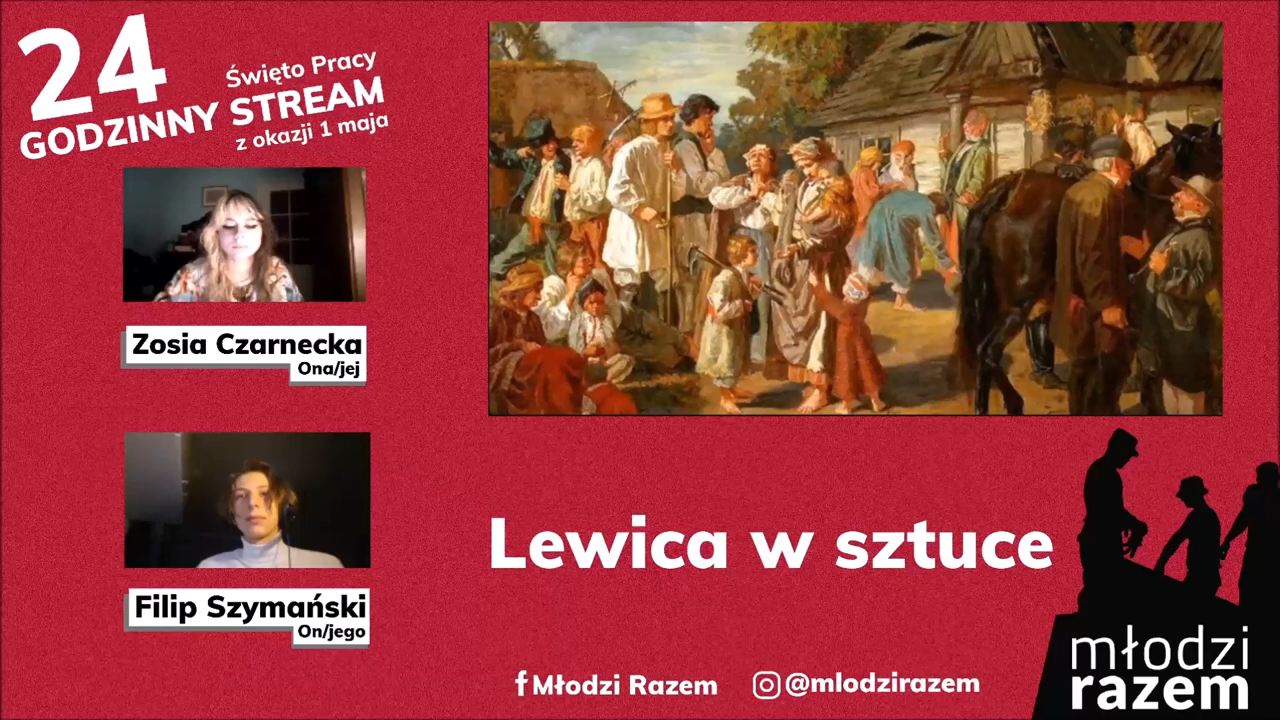 24
Święto Pracy
GODZINNY STREAM
z okazji 1 maja
Zosia Czarnecka
Ona/jej
Filip Szymański
On/jego
Lewica w sztuce
Młodzi Razem
@mlodzirazem
młodzi
razem